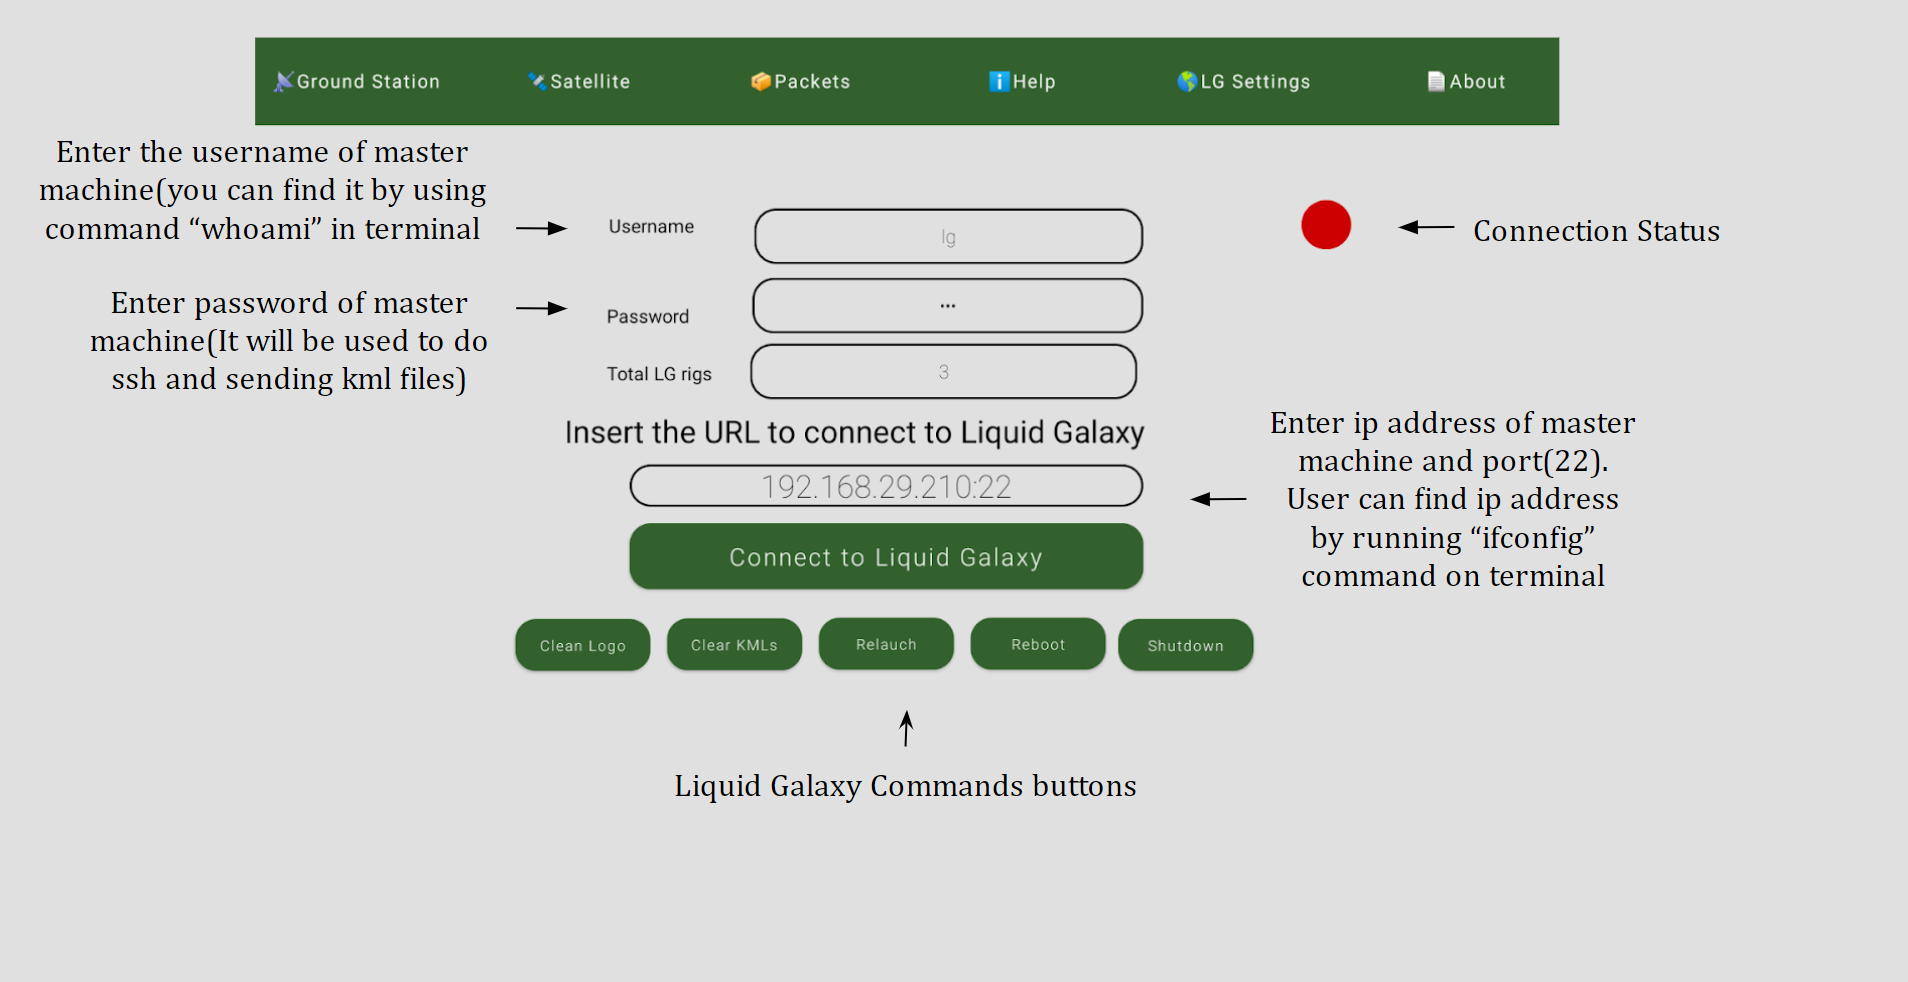 Ground Station
Satellite
Packets
Help
LG Settings
About
Enter the username of master
machine(you can find it by using
command “whoami” in terminal
Username
lg
Connection Status
Enter password of master
machine(It will be used to do
ssh and sending kml files)
Password
•••
Total LG rigs
3
Insert the URL to connect to Liquid Galaxy
192.168.29.210:22
Enter ip address of master
machine and port(22).
User can find ip address
by running “ifconfig”
command on terminal
Connect to Liquid Galaxy
Clean Logo
Clear KMLs
Relauch
Reboot
Shutdown
Liquid Galaxy Commands buttons